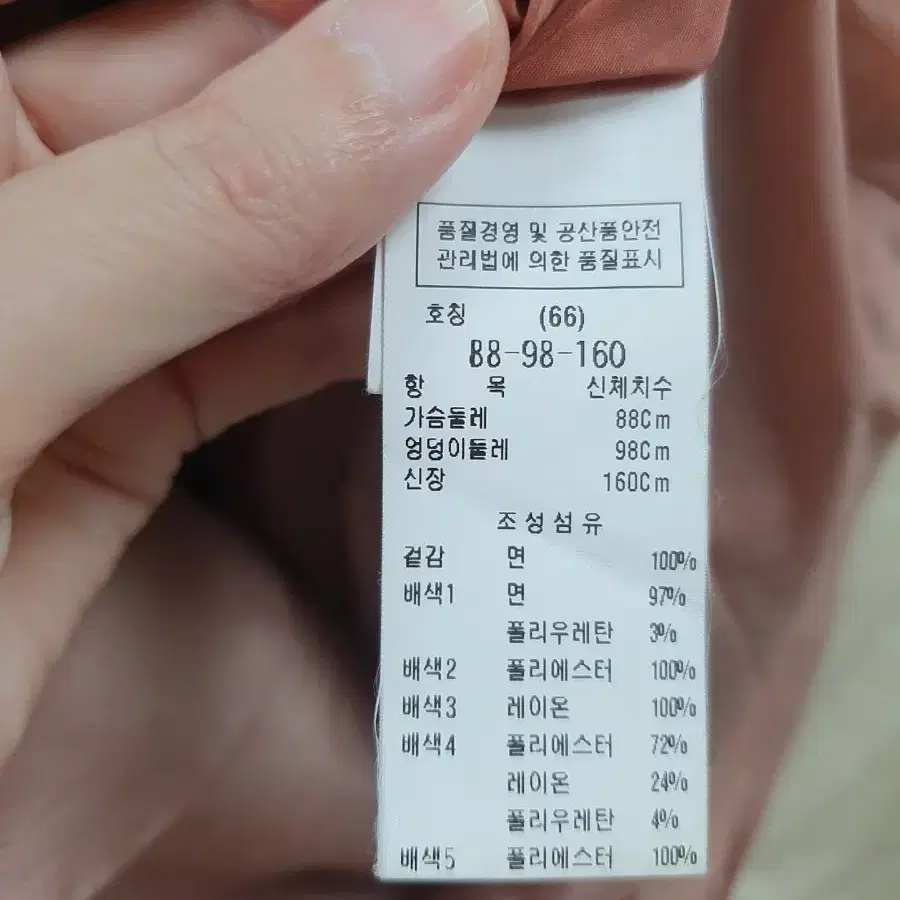 품질경영 및 공산품안전
관리법에 의한 품질표시
호칭 (66)
88-98-160
항 목 신체치수
가슴둘레 88Cm
엉덩이둘레 98Cm
신장 160Cm
조성섬유
겉감 면 100%
배색1 면 97%
폴리우레탄 3%
배색2 폴리에스터 100%
배색3 레이온 100%
배색4 폴리에스터 72%
레이온 24%
폴리우레탄 4%
배색5 폴리에스터 100%